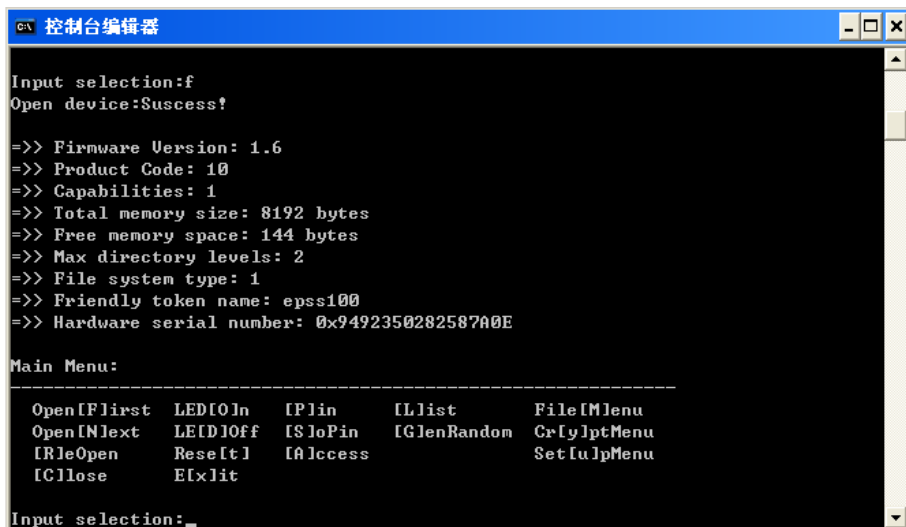 控制台编辑器
Input selection:f
Open device:Suscess!
=>> Firmware Version: 1.6
=>> Product Code: 10
=>> Capabilities: 1
=>> Total memory size: 8192 bytes
=>> Free memory space: 144 bytes
=>> Max directory levels: 2
=>> File system type: 1
=>> Friendly token name: epss100
=>> Hardware serial number: 0x9492350282587A0E
Main Menu:
Open[F]irst LED[O]n [P]in [L]ist File[M]enu
Open[N]ext LE[D]Off [S]oPin [G]enRandom Cr[y]ptMenu
[R]eOpen Rese[t] [A]ccess Set[u]pMenu
[C]lose E[x]it
Input selection:_